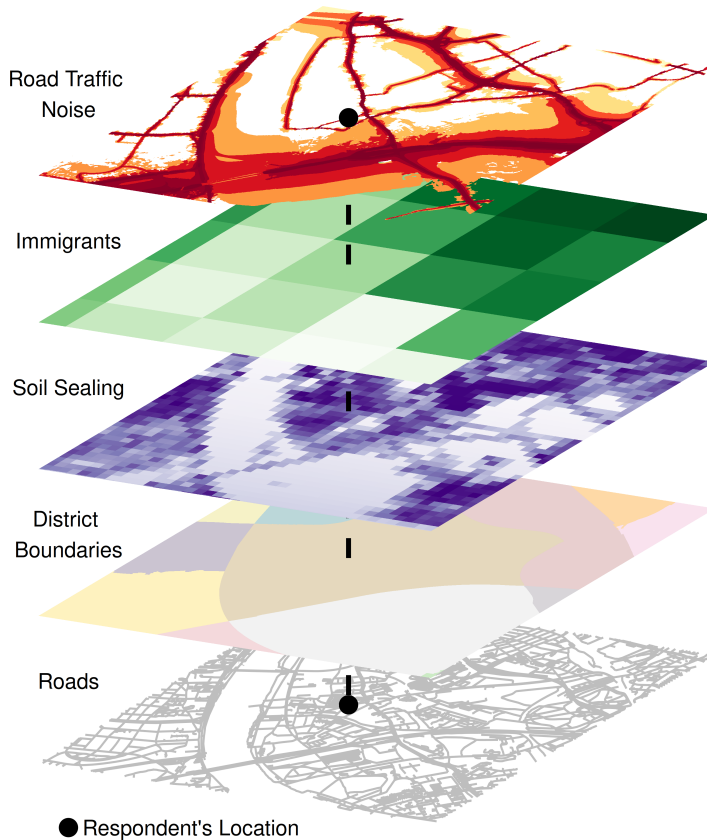 Road Traffic
Noise
Immigrants
Soil Sealing
District
Boundaries
Roads
Respondent's Location